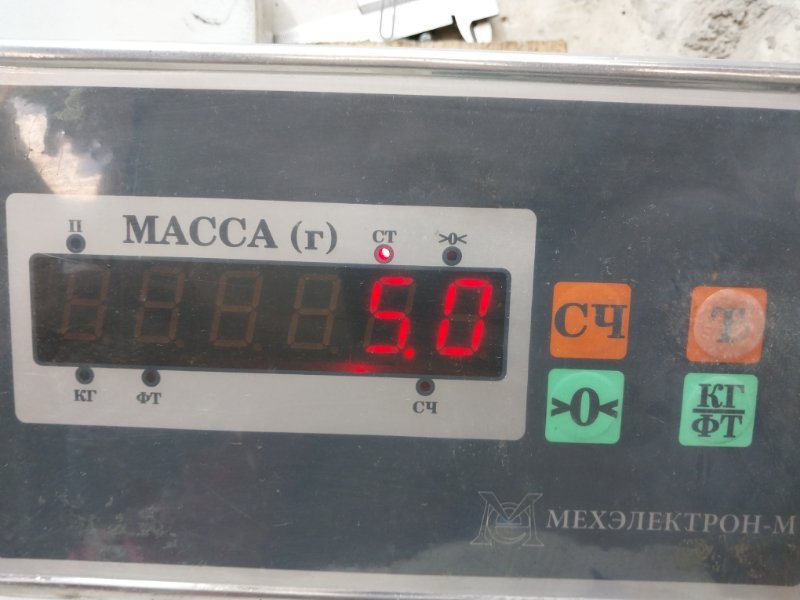 П
МАССА (г)
СТ
>0<
5.0
КГ
ФТ
СЧ
СЧ
Т
>0<
КГ
ФТ
МЕХЭЛЕКТРОН-М